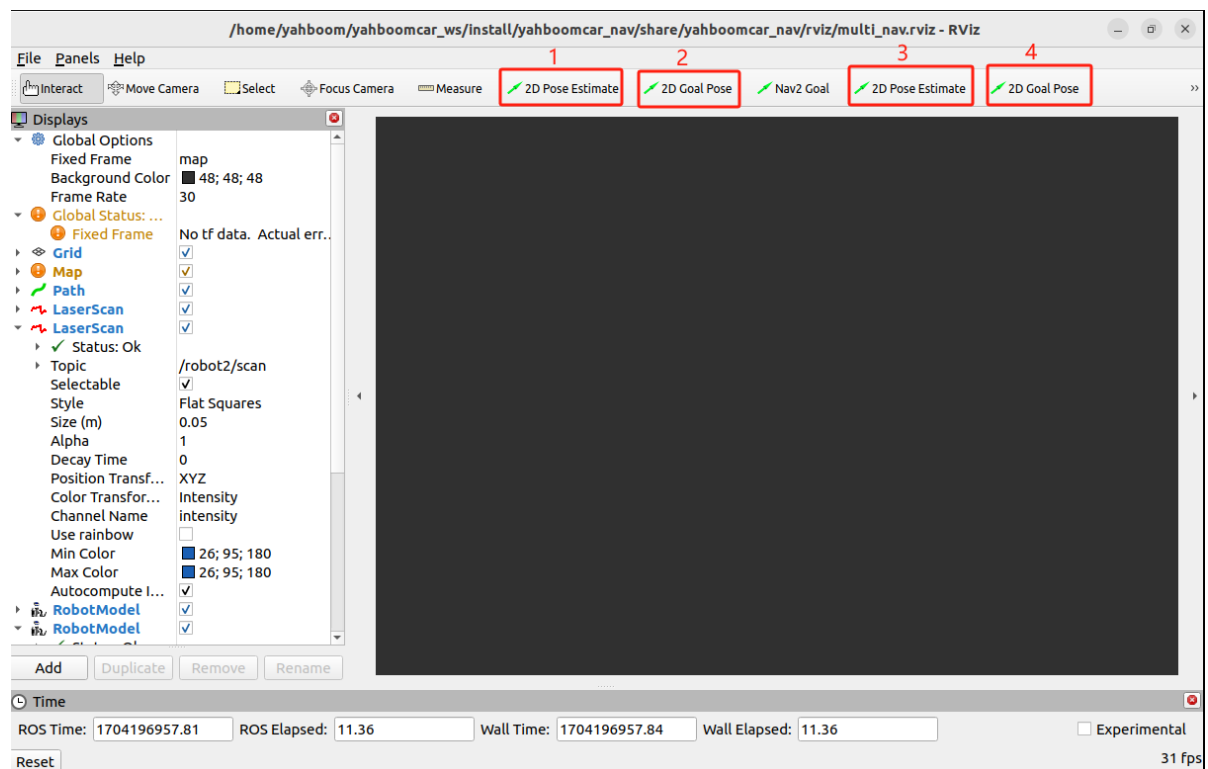 /home/yahboom/yahboomcar_ws/install/yahboomcar_nav/share/yahboomcar_nav/rviz/multi_nav.rviz - RViz
File Panels Help
1 2 3 4
Interact Move Camera Select Focus Camera Measure 2D Pose Estimate 2D Goal Pose Nav2 Goal 2D Pose Estimate 2D Goal Pose »
Displays
Global Options
Fixed Frame map
Background Color 48; 48; 48
Frame Rate 30
Global Status: ...
Fixed Frame No tf data. Actual err..
Grid
Map
Path
LaserScan
LaserScan
Status: Ok
Topic /robot2/scan
Selectable
Style Flat Squares
Size (m) 0.05
Alpha 1
Decay Time 0
Position Transf... XYZ
Color Transfor... Intensity
Channel Name intensity
Use rainbow
Min Color 26; 95; 180
Max Color 26; 95; 180
Autocompute I...
RobotModel
RobotModel
Add Duplicate Remove Rename
Time
ROS Time: 1704196957.81 ROS Elapsed: 11.36 Wall Time: 1704196957.84 Wall Elapsed: 11.36 Experimental
Reset 31 fps